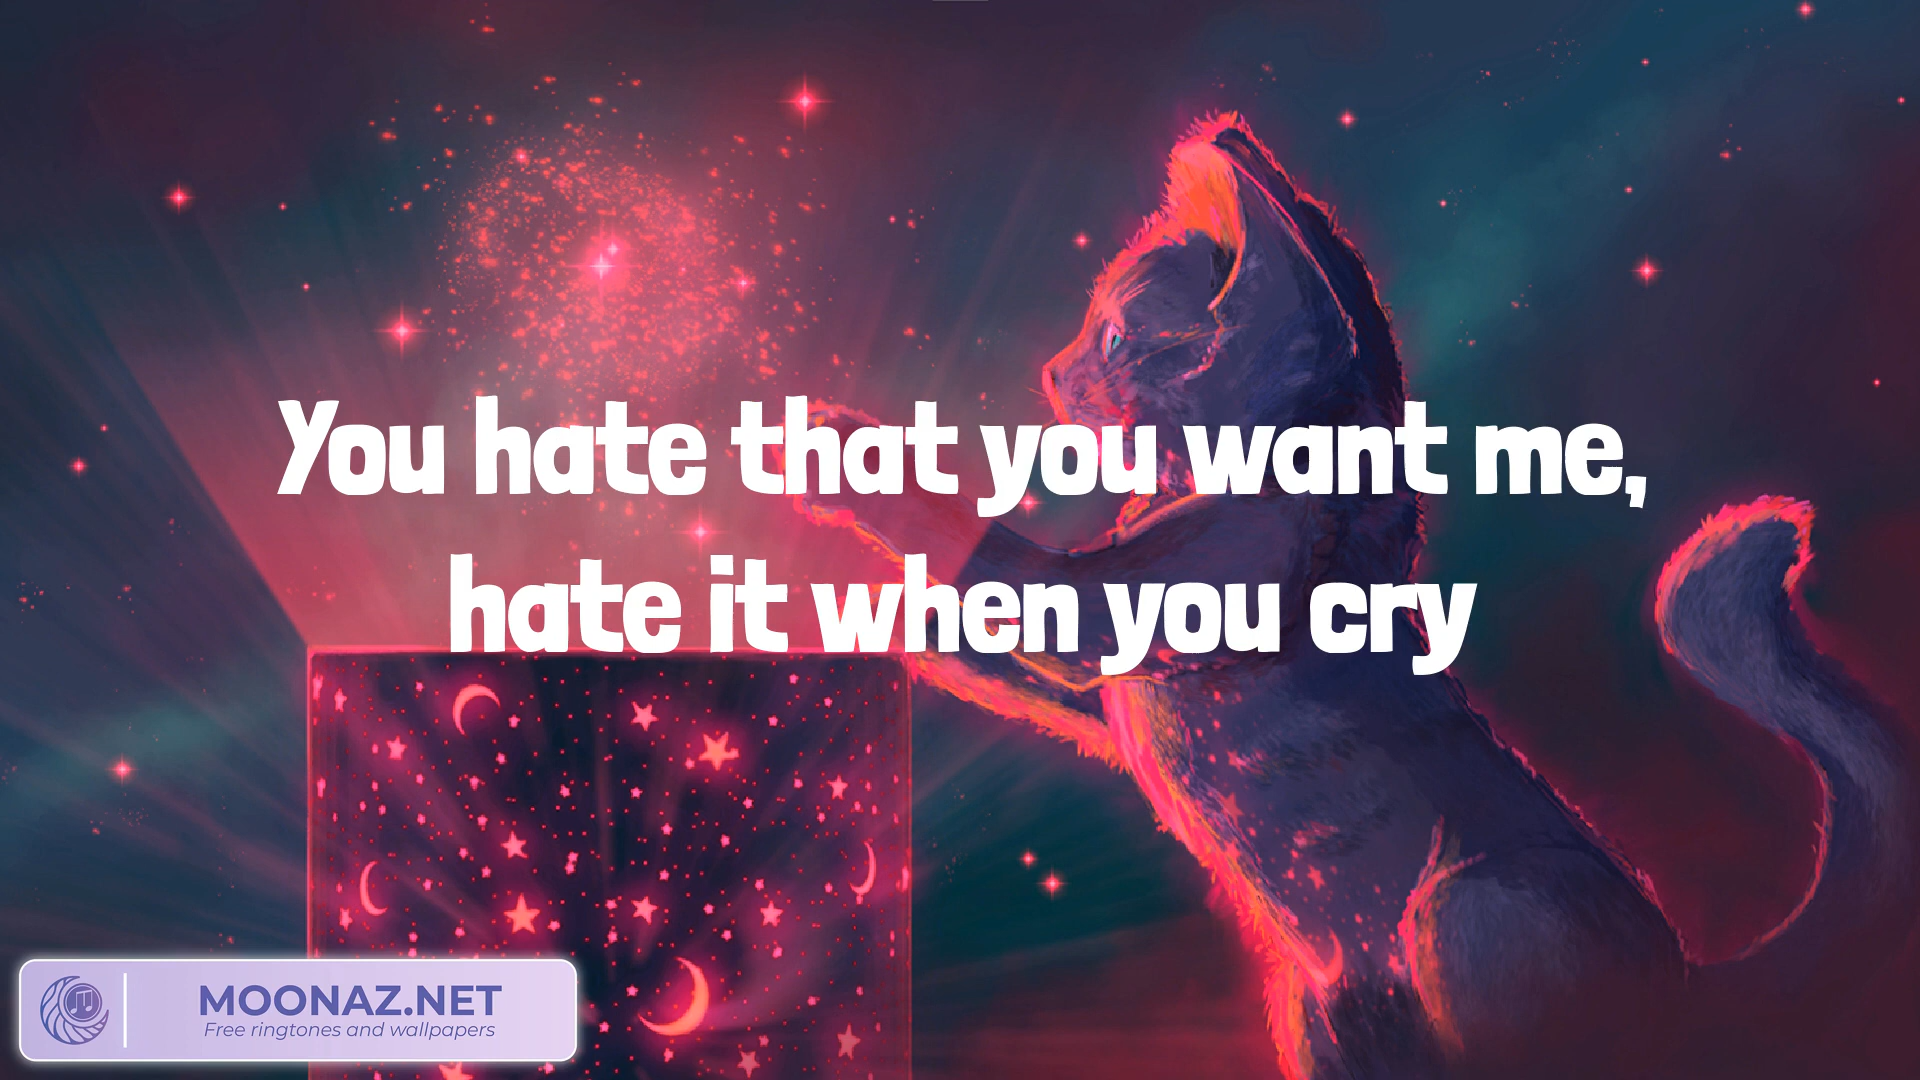 You hate that you want me,
hate it when you cry
MOONAZ.NET
Free ringtones and wallpapers